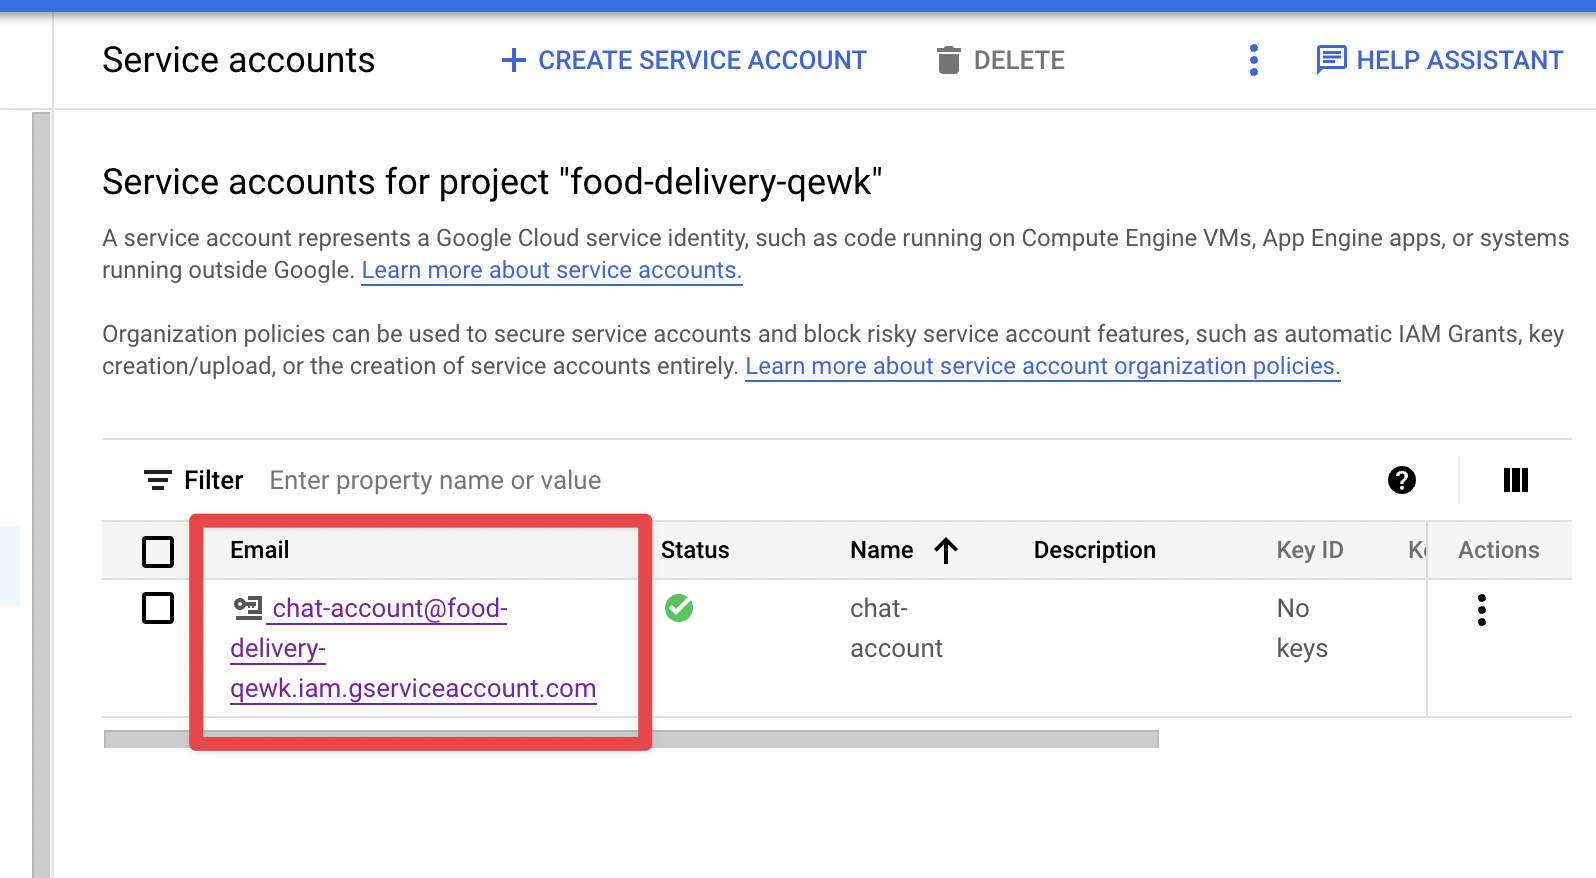 Service accounts
CREATE SERVICE ACCOUNT
DELETE
HELP ASSISTANT
Service accounts for project "food-delivery-qewk"
A service account represents a Google Cloud service identity, such as code running on Compute Engine VMs, App Engine apps, or systems
running outside Google. Learn more about service accounts.
Organization policies can be used to secure service accounts and block risky service account features, such as automatic IAM Grants, key
creation/upload, or the creation of service accounts entirely. Learn more about service account organization policies.
Filter Enter property name or value
Email Status Name Description Key ID Actions
chat-account@food-
delivery-
qewk.iam.gserviceaccount.com
chat-
account
No
keys